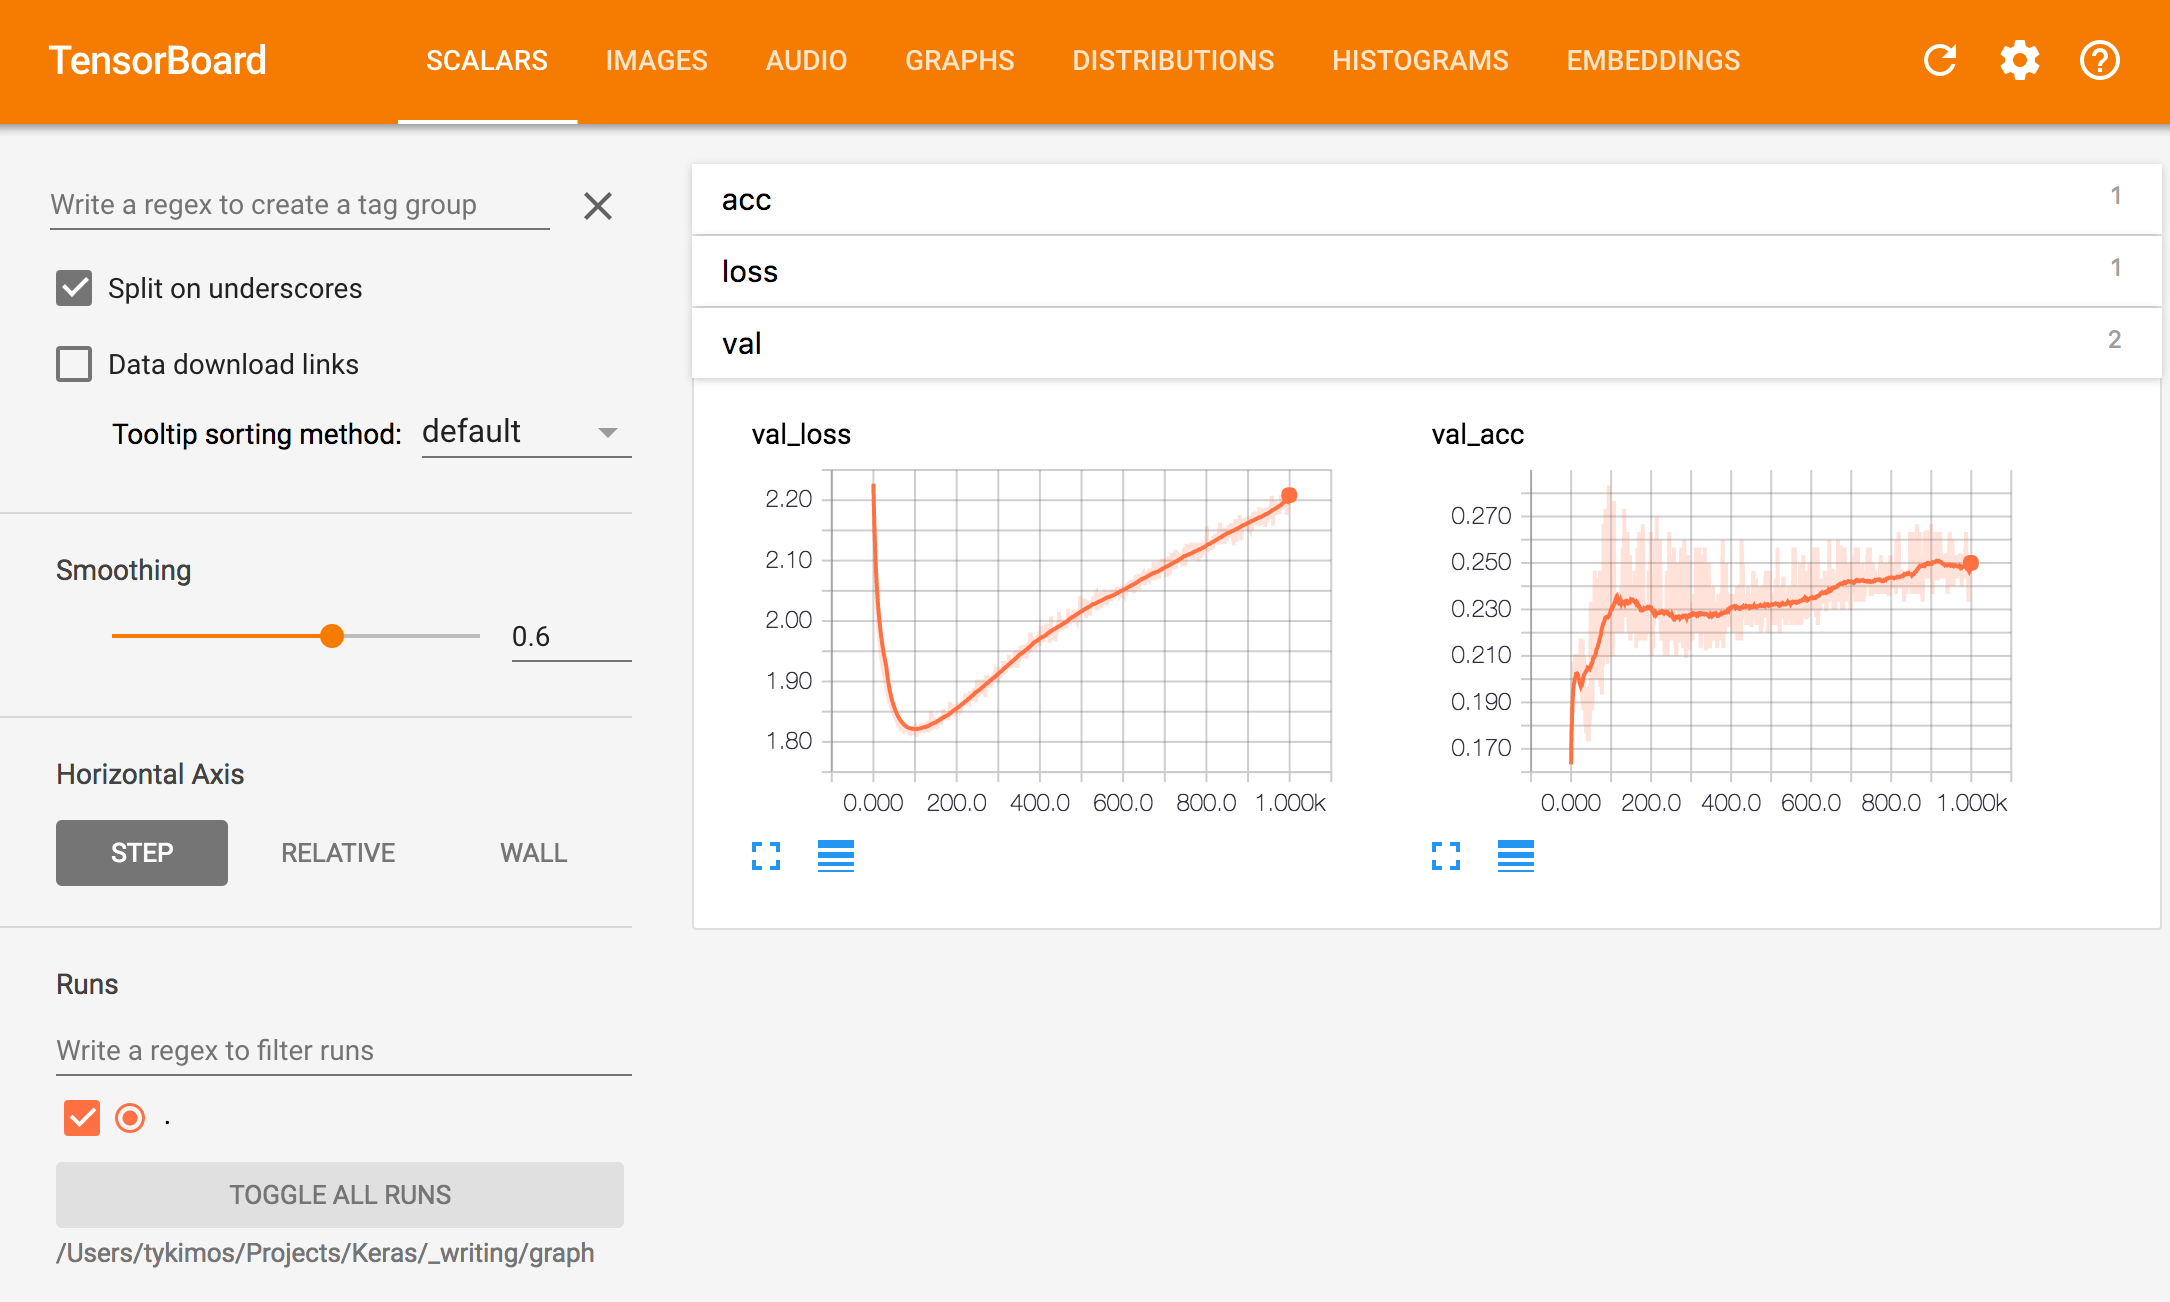 TensorBoard SCALARS IMAGES AUDIO GRAPHS DISTRIBUTIONS HISTOGRAMS EMBEDDINGS
Write a regex to create a tag group
Split on underscores
Data download links
Tooltip sorting method: default
Smoothing
0.6
Horizontal Axis
STEP RELATIVE WALL
Runs
Write a regex to filter runs
.
TOGGLE ALL RUNS
/Users/tykimos/Projects/Keras/_writing/graph
acc 1
loss 1
val 2
val_loss
2.20
2.10
2.00
1.90
1.80
0.000 200.0 400.0 600.0 800.0 1.000k
val_acc
0.270
0.250
0.230
0.210
0.190
0.170
0.000 200.0 400.0 600.0 800.0 1.000k